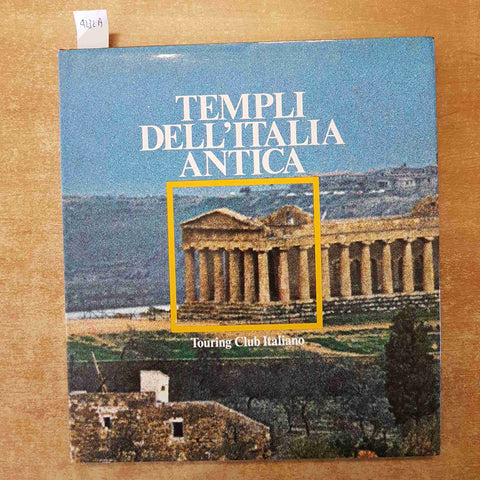 TEMPLI
DELL'ITALIA
ANTICA
Touring Club Italiano